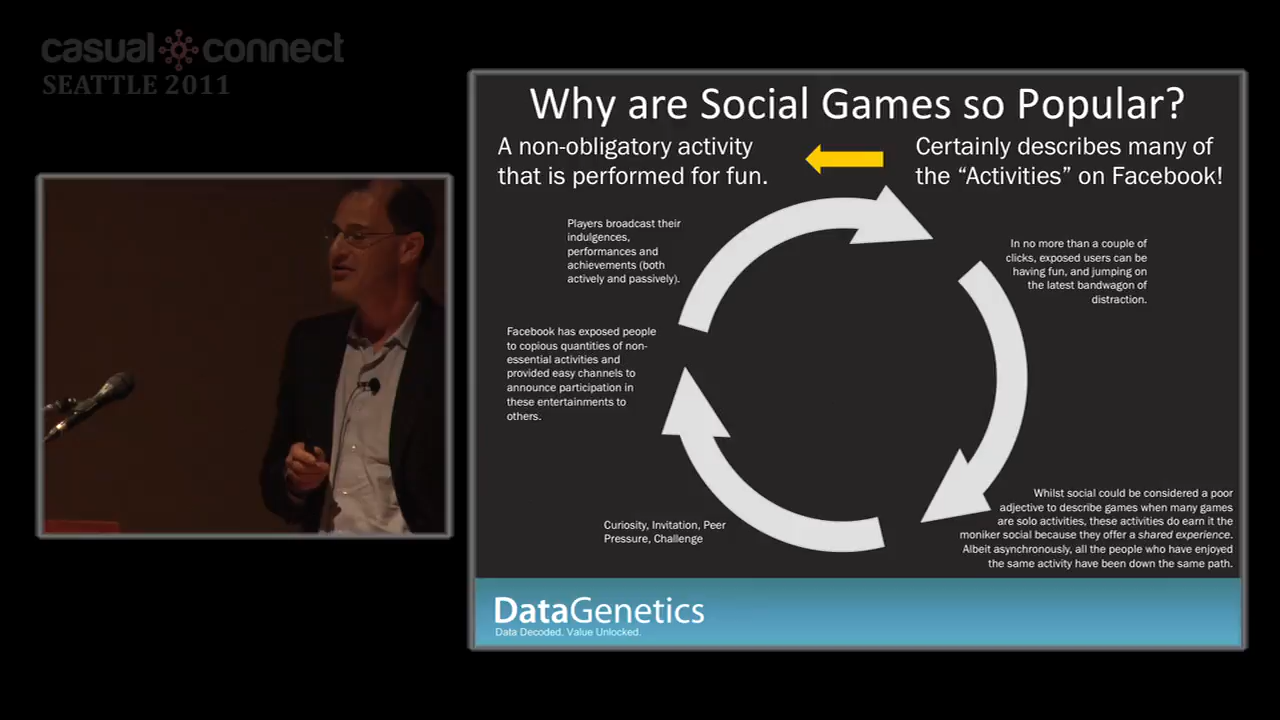 casual connect
SEATTLE 2011
Why are Social Games so Popular?
A non-obligatory activity
that is performed for fun.
Certainly describes many of
the “Activities” on Facebook!
Players broadcast their
indulgences,
performances and
achievements (both
actively and passively).
In no more than a couple of
clicks, exposed users can be
having fun, and jumping on
the latest bandwagon of
distraction.
Facebook has exposed people
to copious quantities of non-
essential activities and
provided easy channels to
announce participation in
these entertainments to
others.
Whilst social could be considered a poor
adjective to describe games when many games
are solo activities, these activities do earn it the
moniker social because they offer a shared experience.
Albeit asynchronously, all the people who have enjoyed
the same activity have been down the same path.
Curiosity, Invitation, Peer
Pressure, Challenge
DataGenetics
Data Decoded. Value Unlocked.